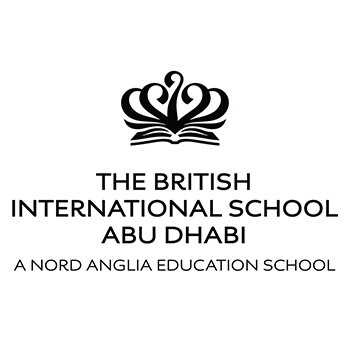 THE BRITISH
INTERNATIONAL SCHOOL
ABU DHABI
A NORD ANGLIA EDUCATION SCHOOL